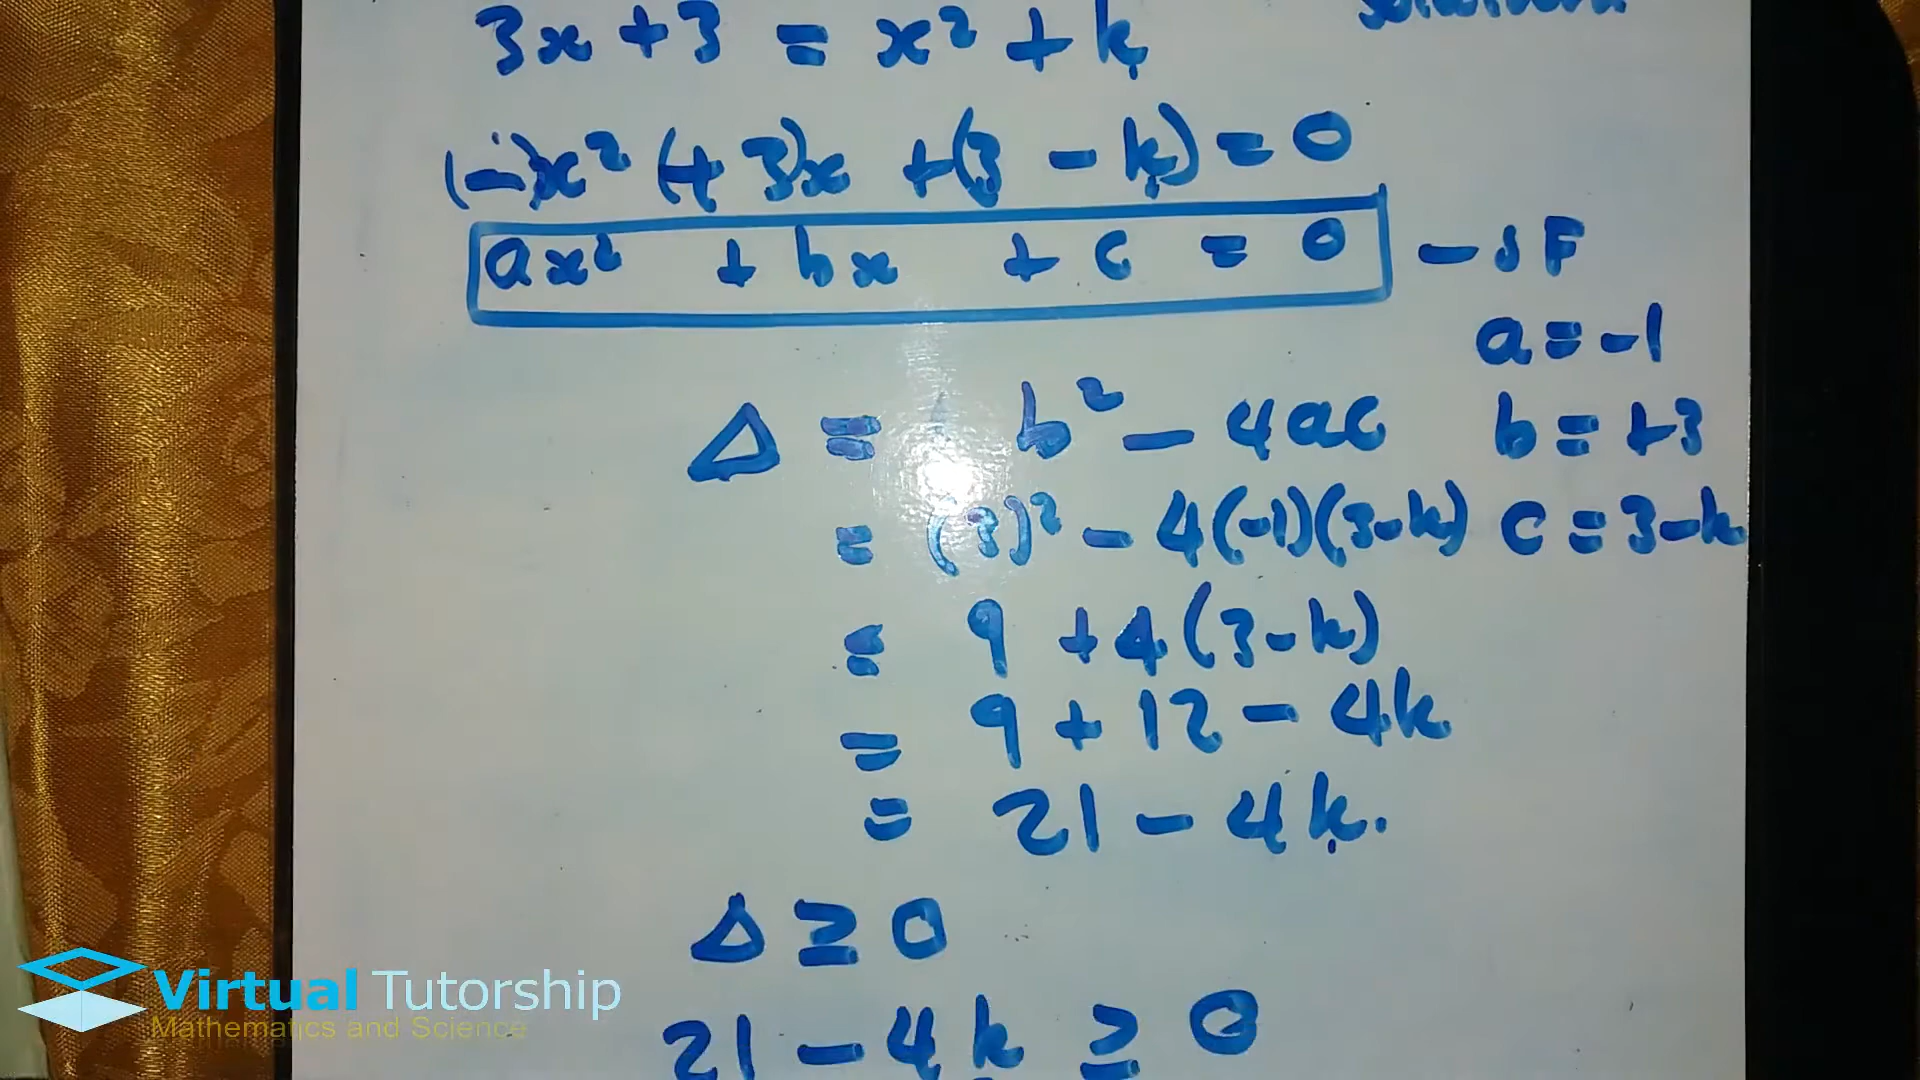 3x + 3 = x² + k
(-)x² (+3)x + (3 - k) = 0
ax² + bx + c = 0 - SF
a = -1
Δ = b² - 4ac b = +3
= (3)² - 4(-1)(3-k) c = 3-k
= 9 + 4(3-k)
= 9 + 12 - 4k
= 21 - 4k.
Δ ≥ 0
21 - 4k ≥ 0
Virtual Tutorship
Mathematics and Science